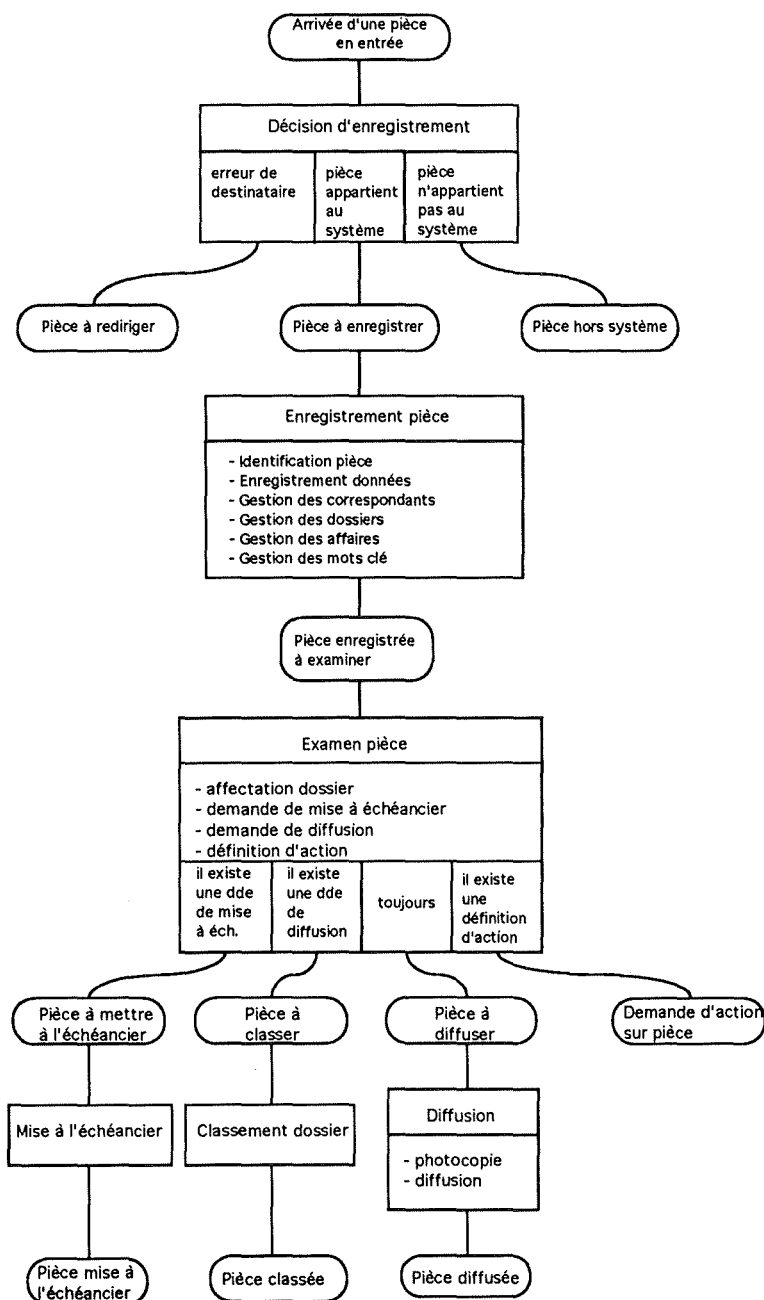 Arrivée d'une pièce
en entrée
Décision d'enregistrement
erreur de
destinataire
pièce
appartient
au
système
pièce
n'appartient
pas au
système
Pièce à rediriger
Pièce à enregistrer
Pièce hors système
Enregistrement pièce
- Identification pièce
- Enregistrement données
- Gestion des correspondants
- Gestion des dossiers
- Gestion des affaires
- Gestion des mots clé
Pièce enregistrée
à examiner
Examen pièce
- affectation dossier
- demande de mise à échéancier
- demande de diffusion
- définition d'action
il existe
une dde
de mise
à éch.
il existe
une dde
de
diffusion
toujours
il existe
une
définition
d'action
Pièce à mettre
à l'échéancier
Pièce à
classer
Pièce à
diffuser
Demande d'action
sur pièce
Mise à l'échéancier
Classement dossier
Diffusion
- photocopie
- diffusion
Pièce mise à
l'échéancier
Pièce classée
Pièce diffusée